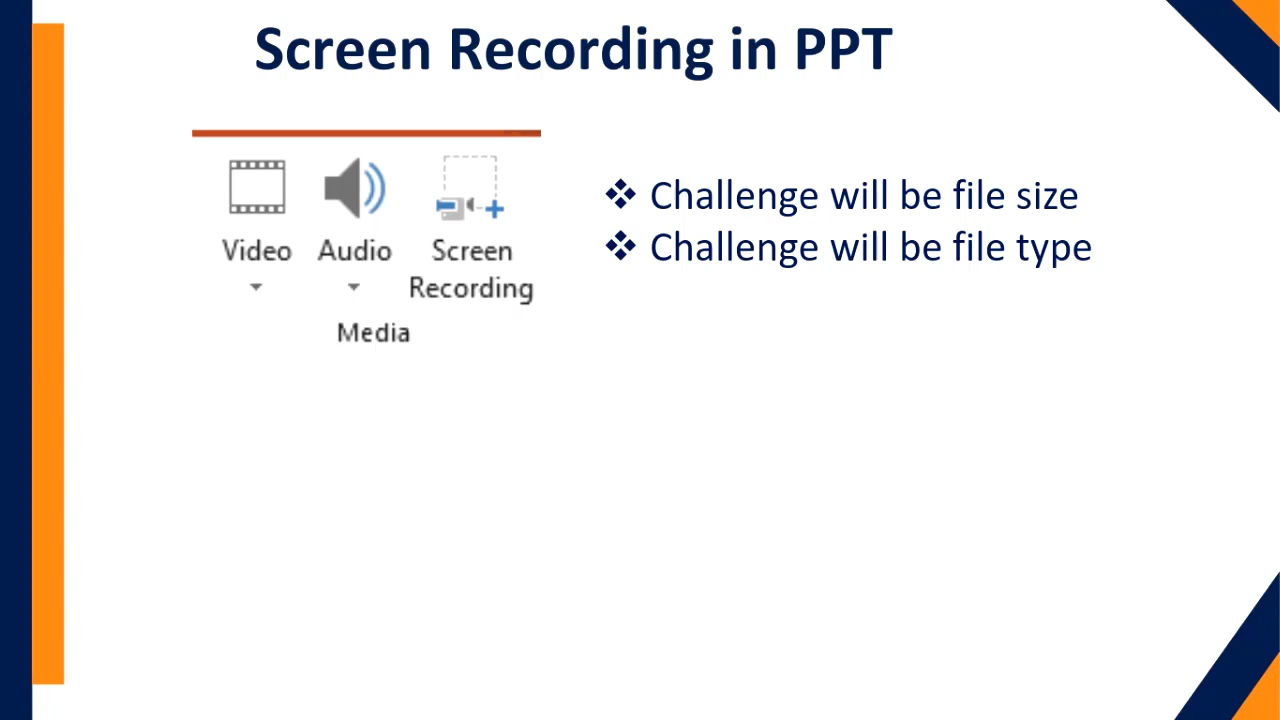 Screen Recording in PPT
Video Audio Screen
Recording
Media
❖ Challenge will be file size
❖ Challenge will be file type